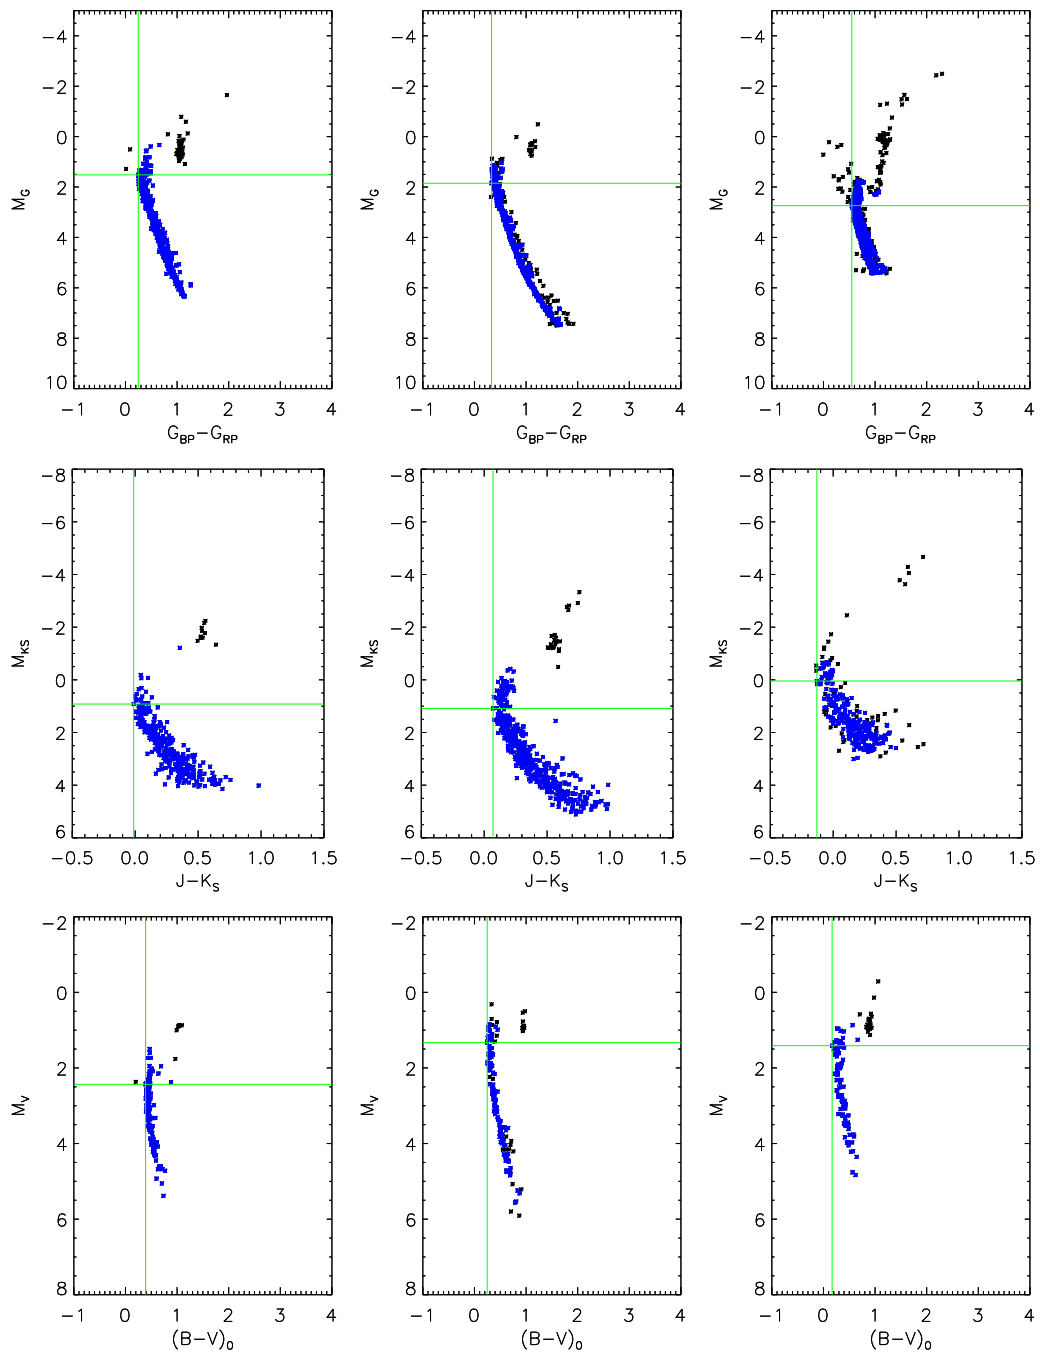 −4 −4 −4
−2 −2 −2
0 0 0
2 2 2
4 4 4
6 6 6
8 8 8
10 10 10
M_G M_G M_G
−1 0 1 2 3 4 −1 0 1 2 3 4 −1 0 1 2 3 4
G_BP−G_RP G_BP−G_RP G_BP−G_RP
−8 −8 −8
−6 −6 −6
−4 −4 −4
−2 −2 −2
0 0 0
2 2 2
4 4 4
6 6 6
M_KS M_KS M_KS
−0.5 0.0 0.5 1.0 1.5 −0.5 0.0 0.5 1.0 1.5 −0.5 0.0 0.5 1.0 1.5
J−K_S J−K_S J−K_S
−2 −2 −2
0 0 0
2 2 2
4 4 4
6 6 6
8 8 8
M_V M_V M_V
−1 0 1 2 3 4 −1 0 1 2 3 4 −1 0 1 2 3 4
(B−V)_0 (B−V)_0 (B−V)_0